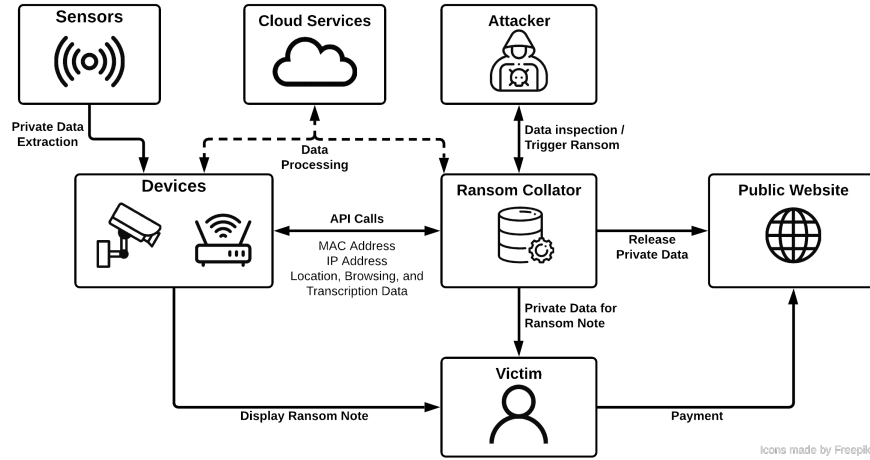 Sensors
Cloud Services
Attacker
Private Data
Extraction
Data
Processing
Data inspection /
Trigger Ransom
Devices
Ransom Collator
Public Website
API Calls
MAC Address
IP Address
Location, Browsing, and
Transcription Data
Release
Private Data
Private Data for
Ransom Note
Victim
Display Ransom Note
Payment
Icons made by Freepik